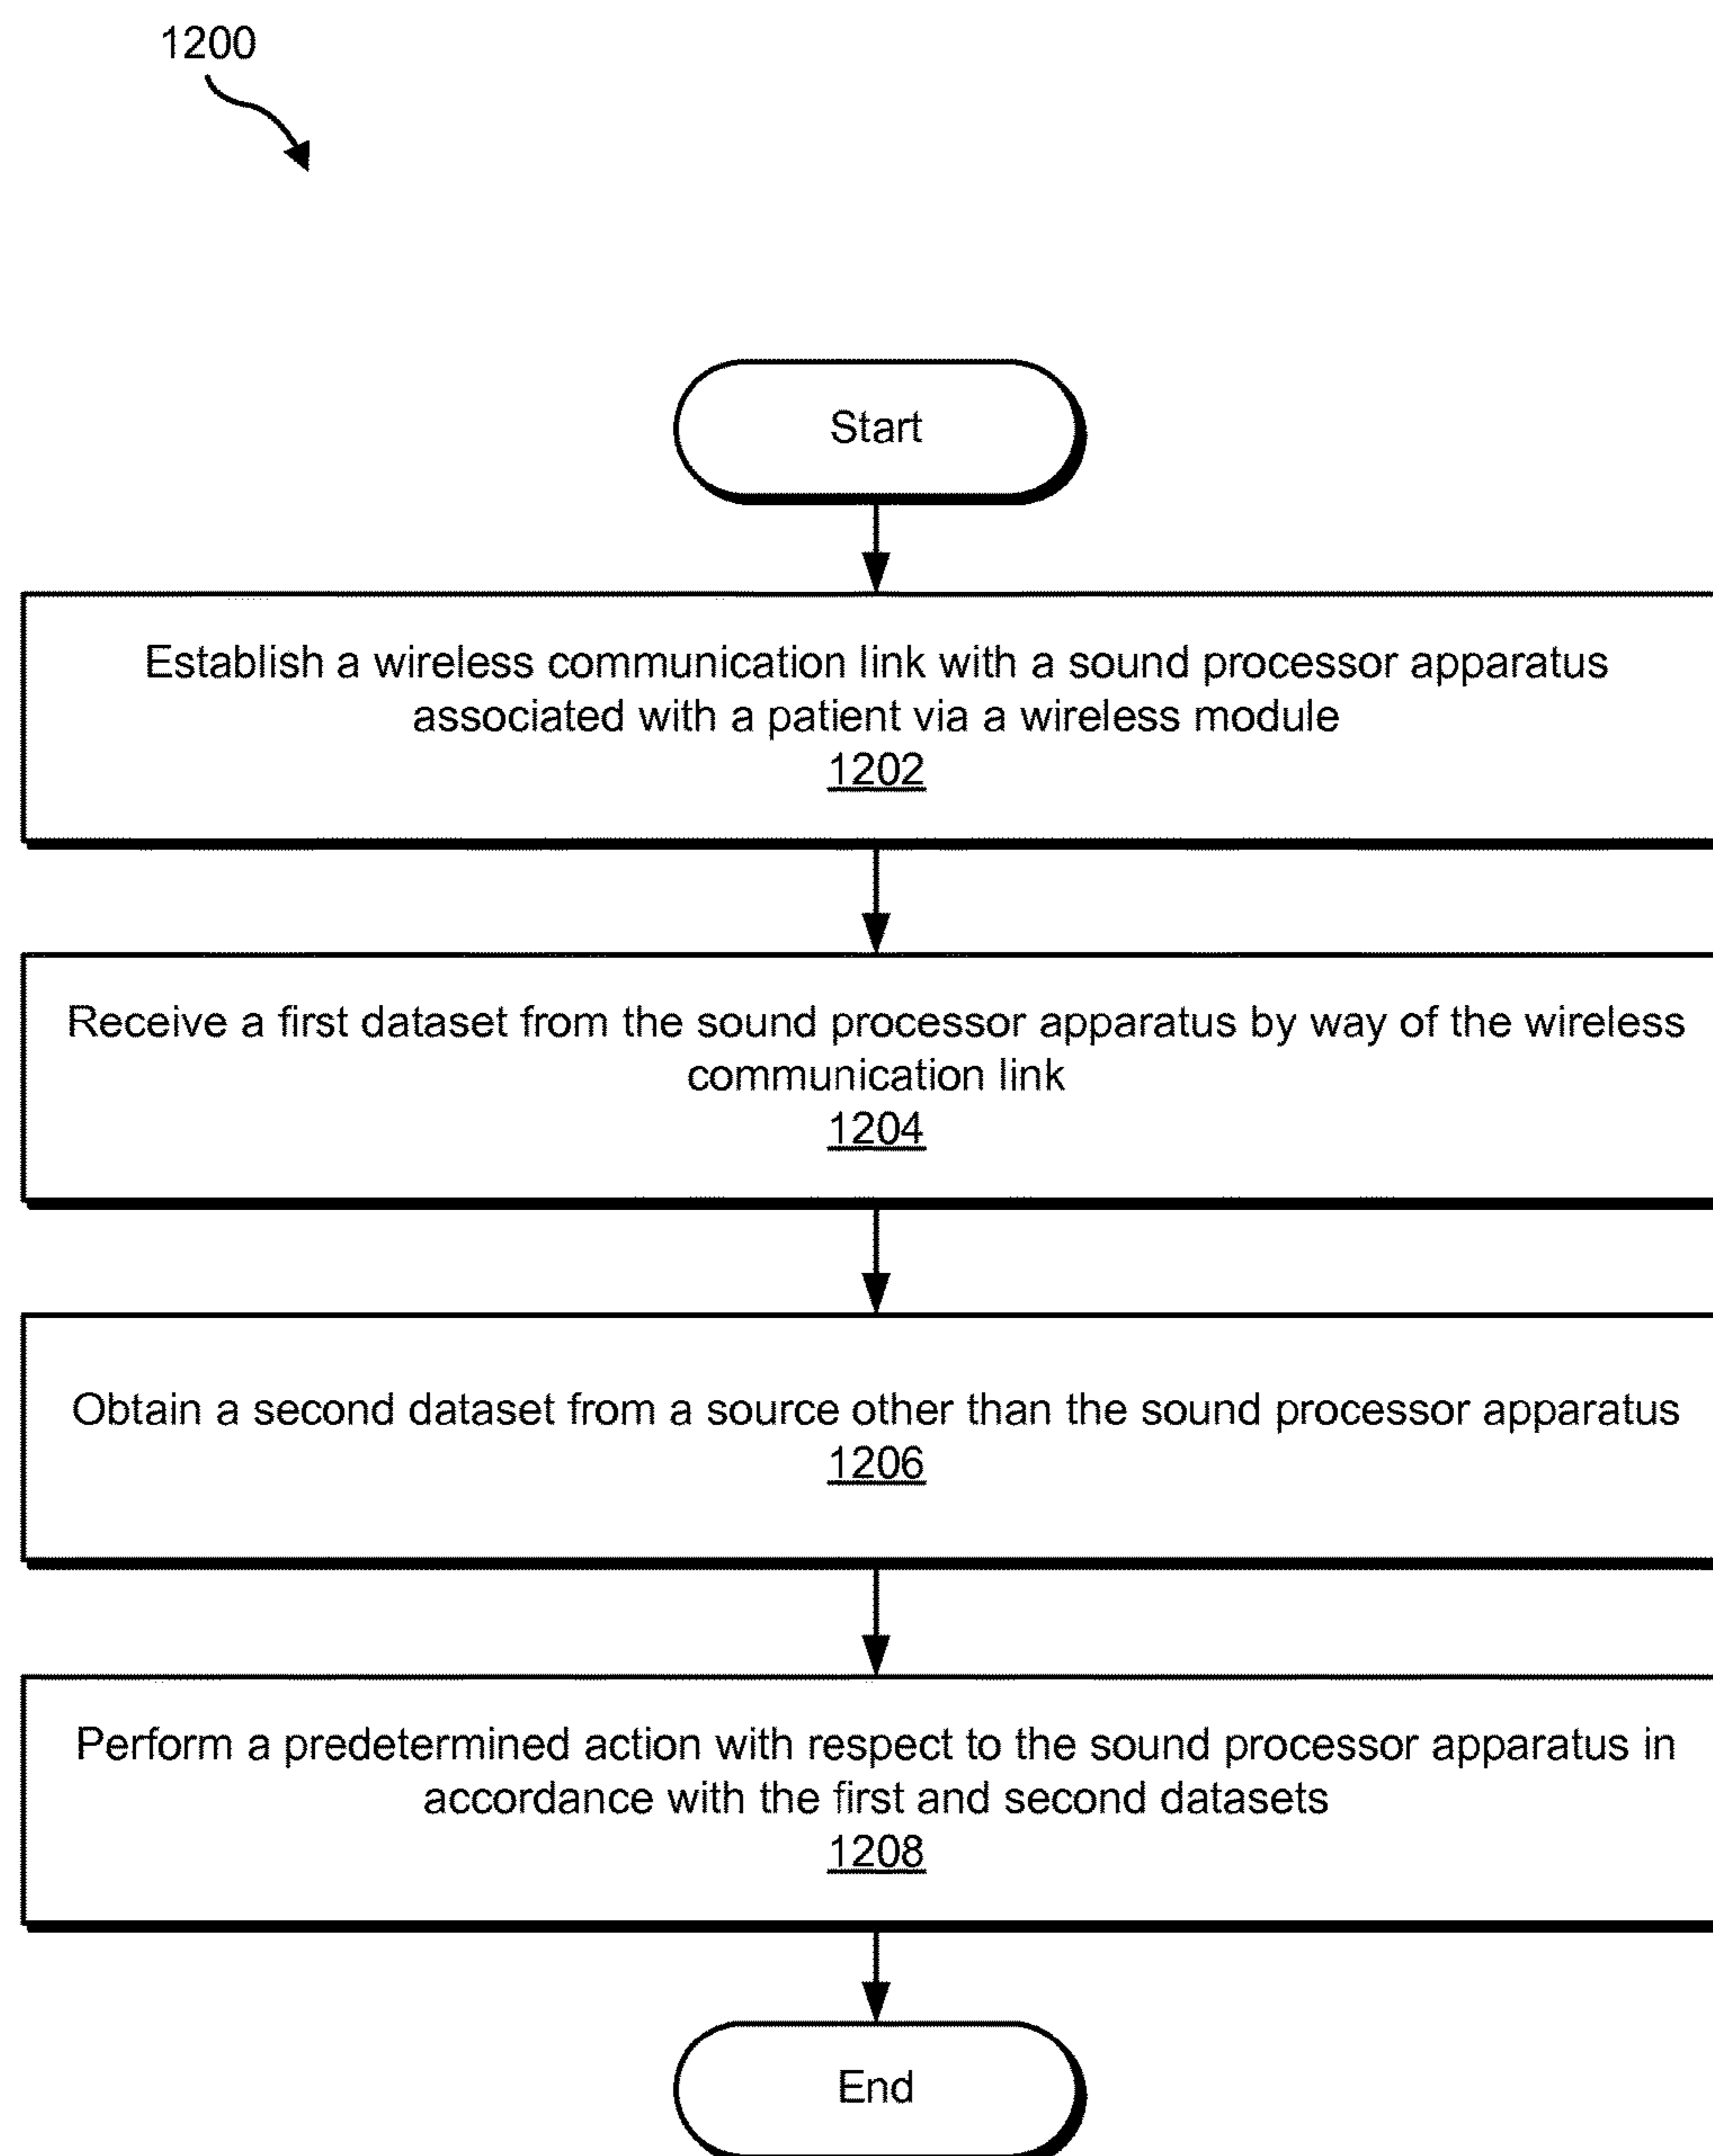 1200
Start
Establish a wireless communication link with a sound processor apparatus
associated with a patient via a wireless module
1202
Receive a first dataset from the sound processor apparatus by way of the wireless
communication link
1204
Obtain a second dataset from a source other than the sound processor apparatus
1206
Perform a predetermined action with respect to the sound processor apparatus in
accordance with the first and second datasets
1208
End